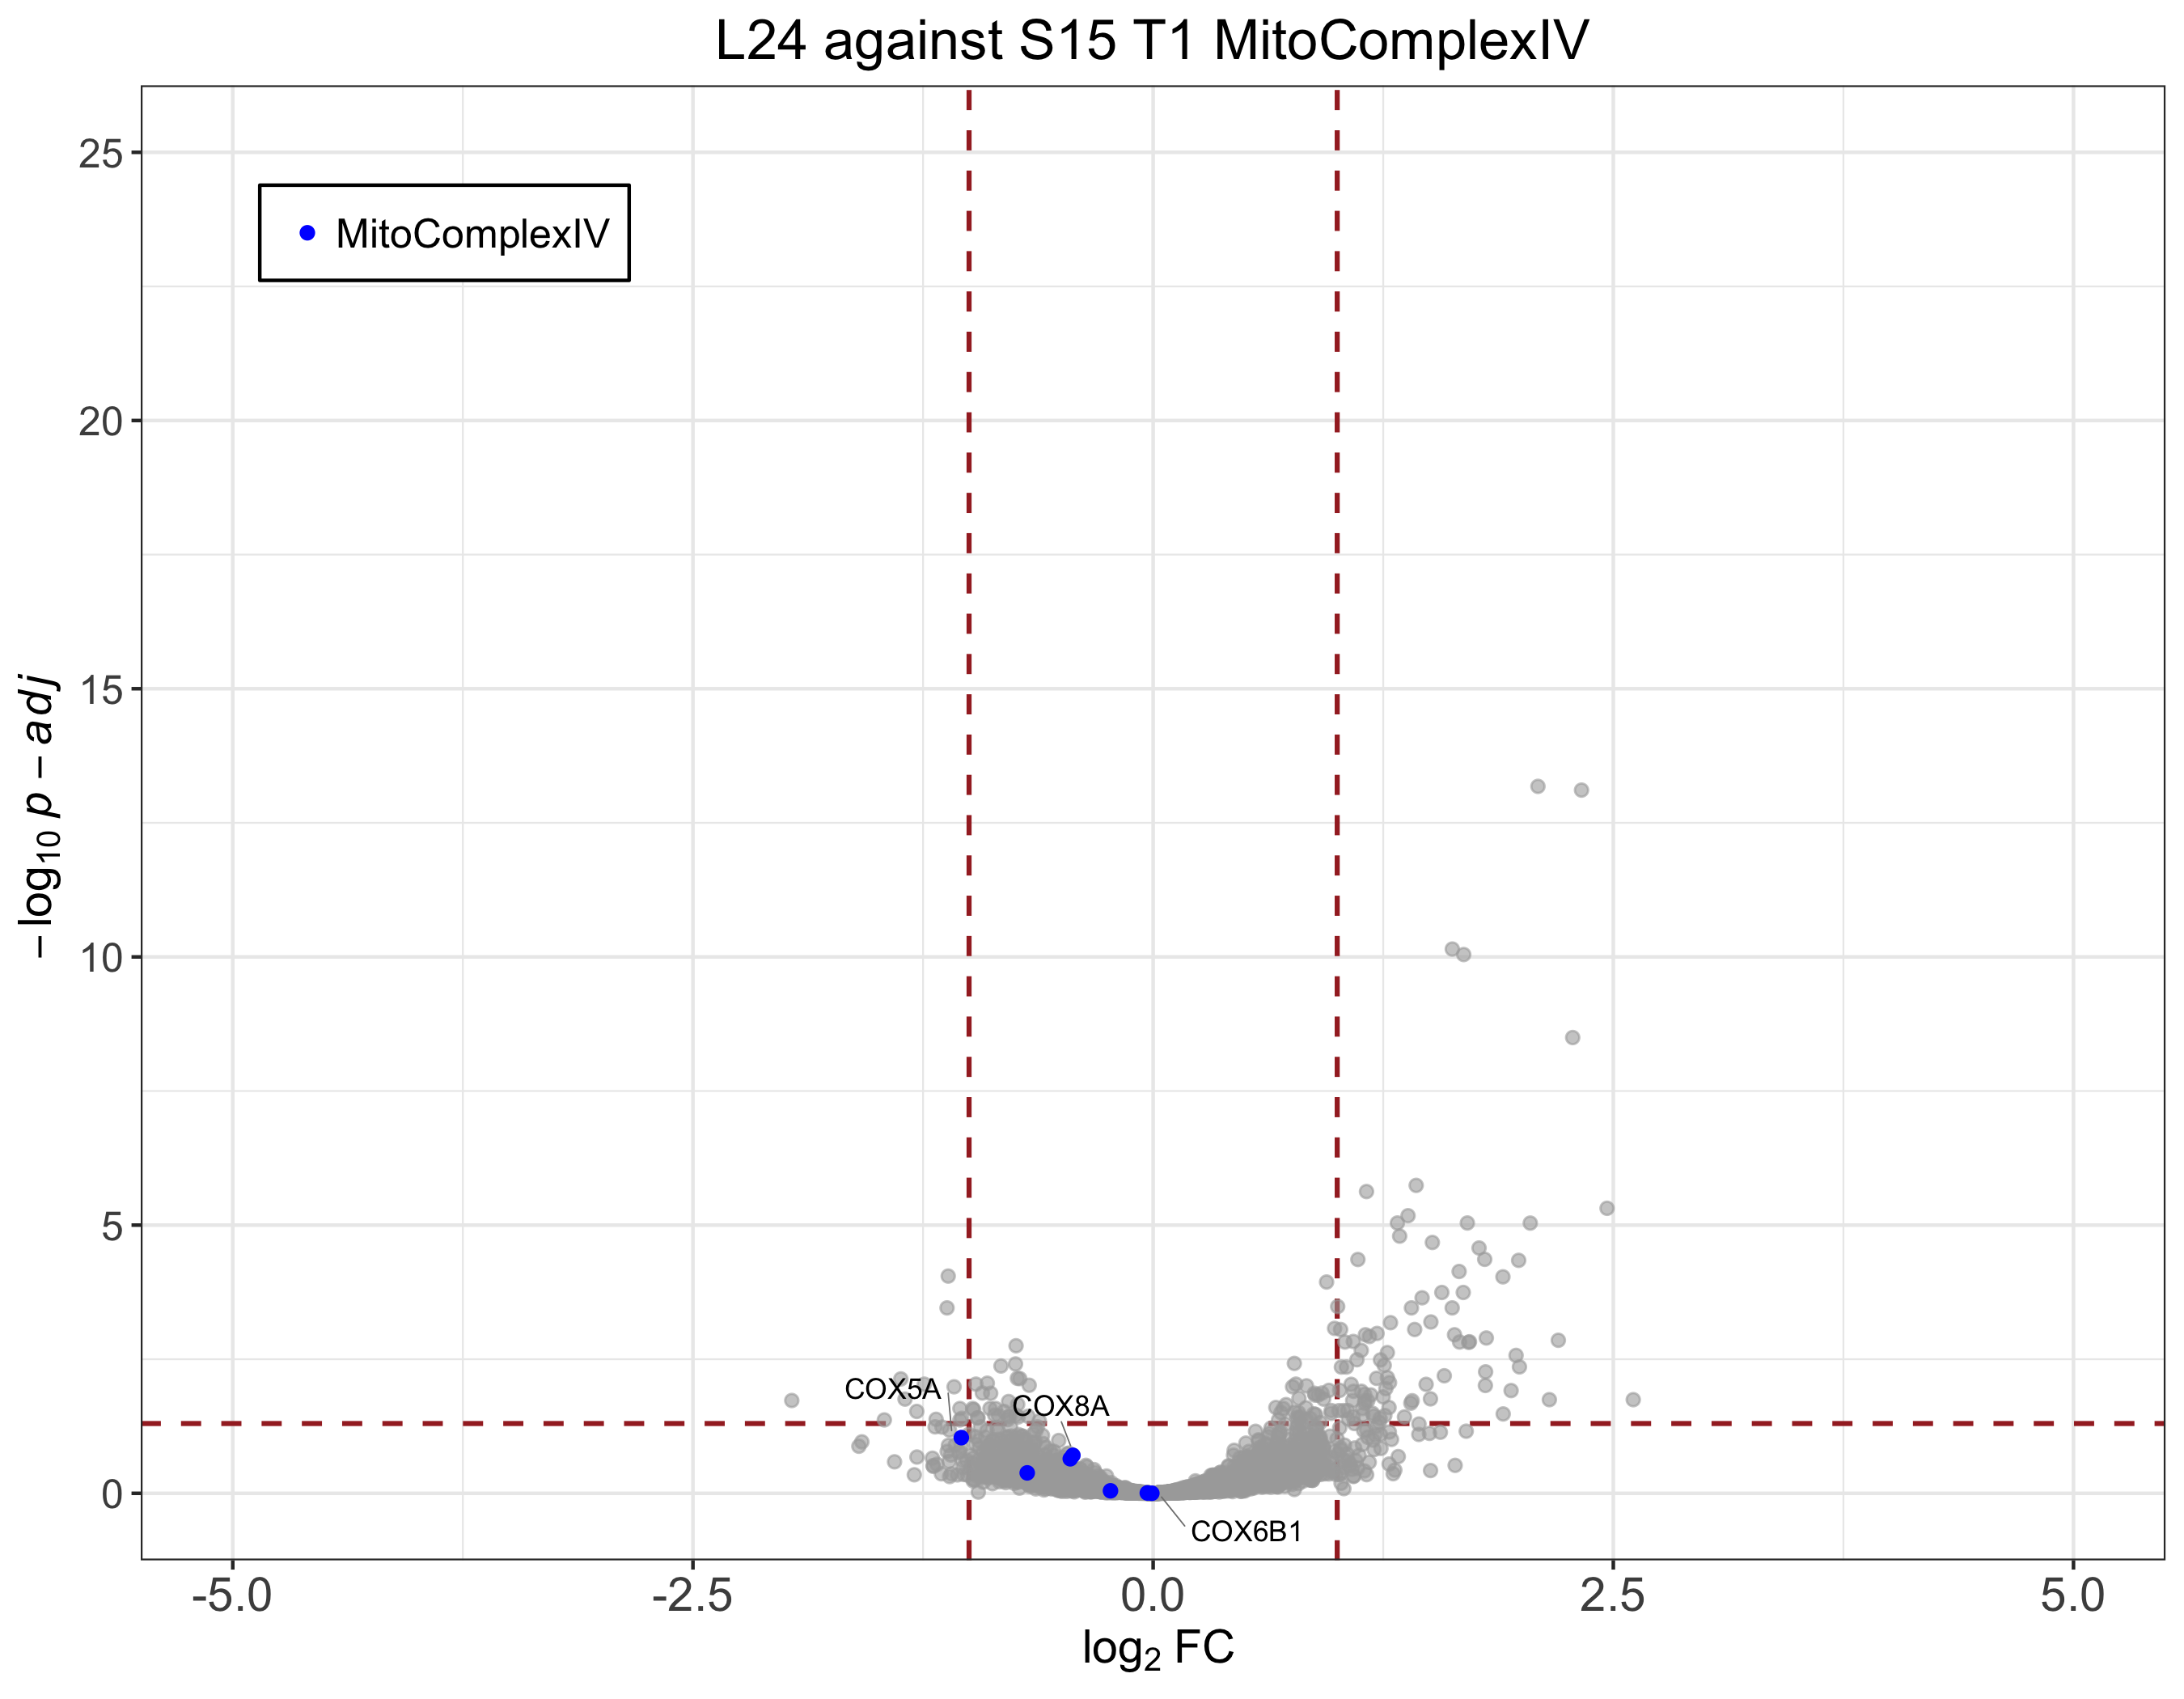 L24 against S15 T1 MitoComplexIV
25
MitoComplexIV
20
15
10
5
0
−log10 p − adj
COX5A
COX8A
COX6B1
-5.0 -2.5 0.0 2.5 5.0
log2 FC